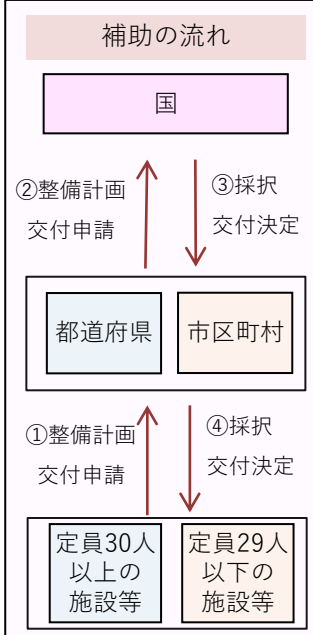 補助の流れ
国
②整備計画
交付申請
③採択
交付決定
都道府県
市区町村
①整備計画
交付申請
④採択
交付決定
定員30人
以上の
施設等
定員29人
以下の
施設等